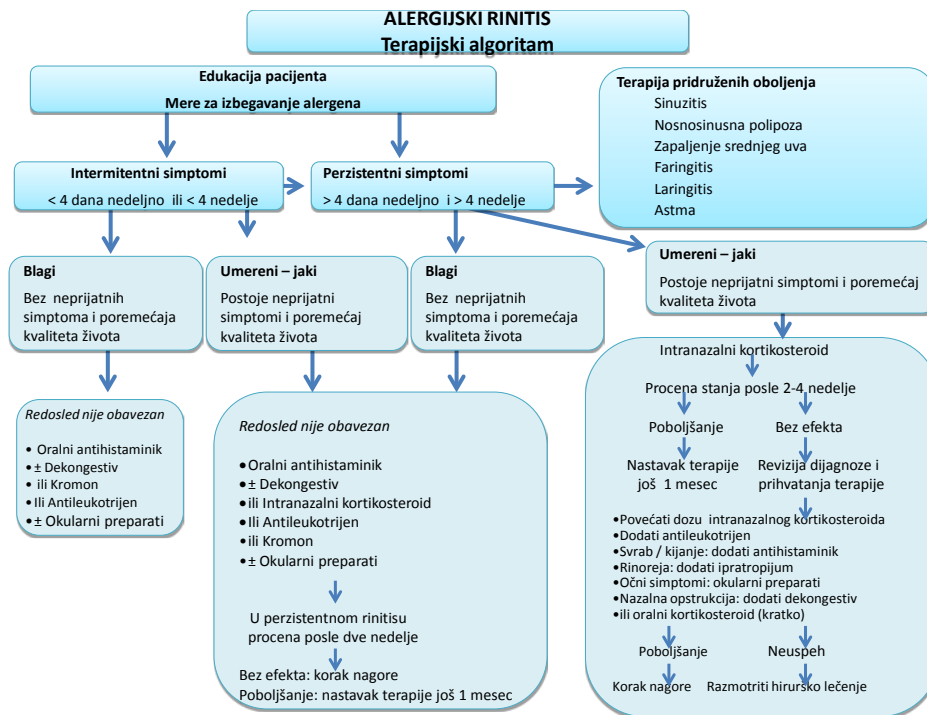 ALERGIJSKI RINITIS
Terapijski algoritam
Edukacija pacijenta
Mere za izbegavanje alergena
Terapija pridruženih oboljenja
Sinuzitis
Nosnosinusna polipoza
Zapaljenje srednjeg uva
Faringitis
Laringitis
Astma
Intermitentni simptomi
< 4 dana nedeljno ili < 4 nedelje
Perzistentni simptomi
> 4 dana nedeljno i > 4 nedelje
Blagi
Bez neprijatnih
simptoma i poremećaja
kvaliteta života
Umereni – jaki
Postoje neprijatni
simptomi i poremećaj
kvaliteta života
Blagi
Bez neprijatnih
simptoma i poremećaja
kvaliteta života
Umereni – jaki
Postoje neprijatni simptomi i poremećaj
kvaliteta života
Redosled nije obavezan
• Oralni antihistaminik
• ± Dekongestiv
• ili Kromon
• Ili Antileukotrijen
• ± Okularni preparati
Redosled nije obavezan
• Oralni antihistaminik
• ± Dekongestiv
• ili Intranazalni kortikosteroid
• Ili Antileukotrijen
• ili Kromon
• ± Okularni preparati
U perzistentnom rinitisu
procena posle dve nedelje
Bez efekta: korak nagore
Poboljšanje: nastavak terapije još 1 mesec
Intranazalni kortikosteroid
Procena stanja posle 2-4 nedelje
Poboljšanje
Nastavak terapije
još 1 mesec
Bez efekta
Revizija dijagnoze i
prihvatanja terapije
• Povećati dozu intranazalnog kortikosteroida
• Dodati antileukotrijen
• Svrab / kijanje: dodati antihistaminik
• Rinoreja: dodati ipratropijum
• Očni simptomi: okularni preparati
• Nazalna opstrukcija: dodati dekongestiv
• ili oralni kortikosteroid (kratko)
Poboljšanje
Korak nagore
Neuspeh
Razmotriti hirursko lečenje